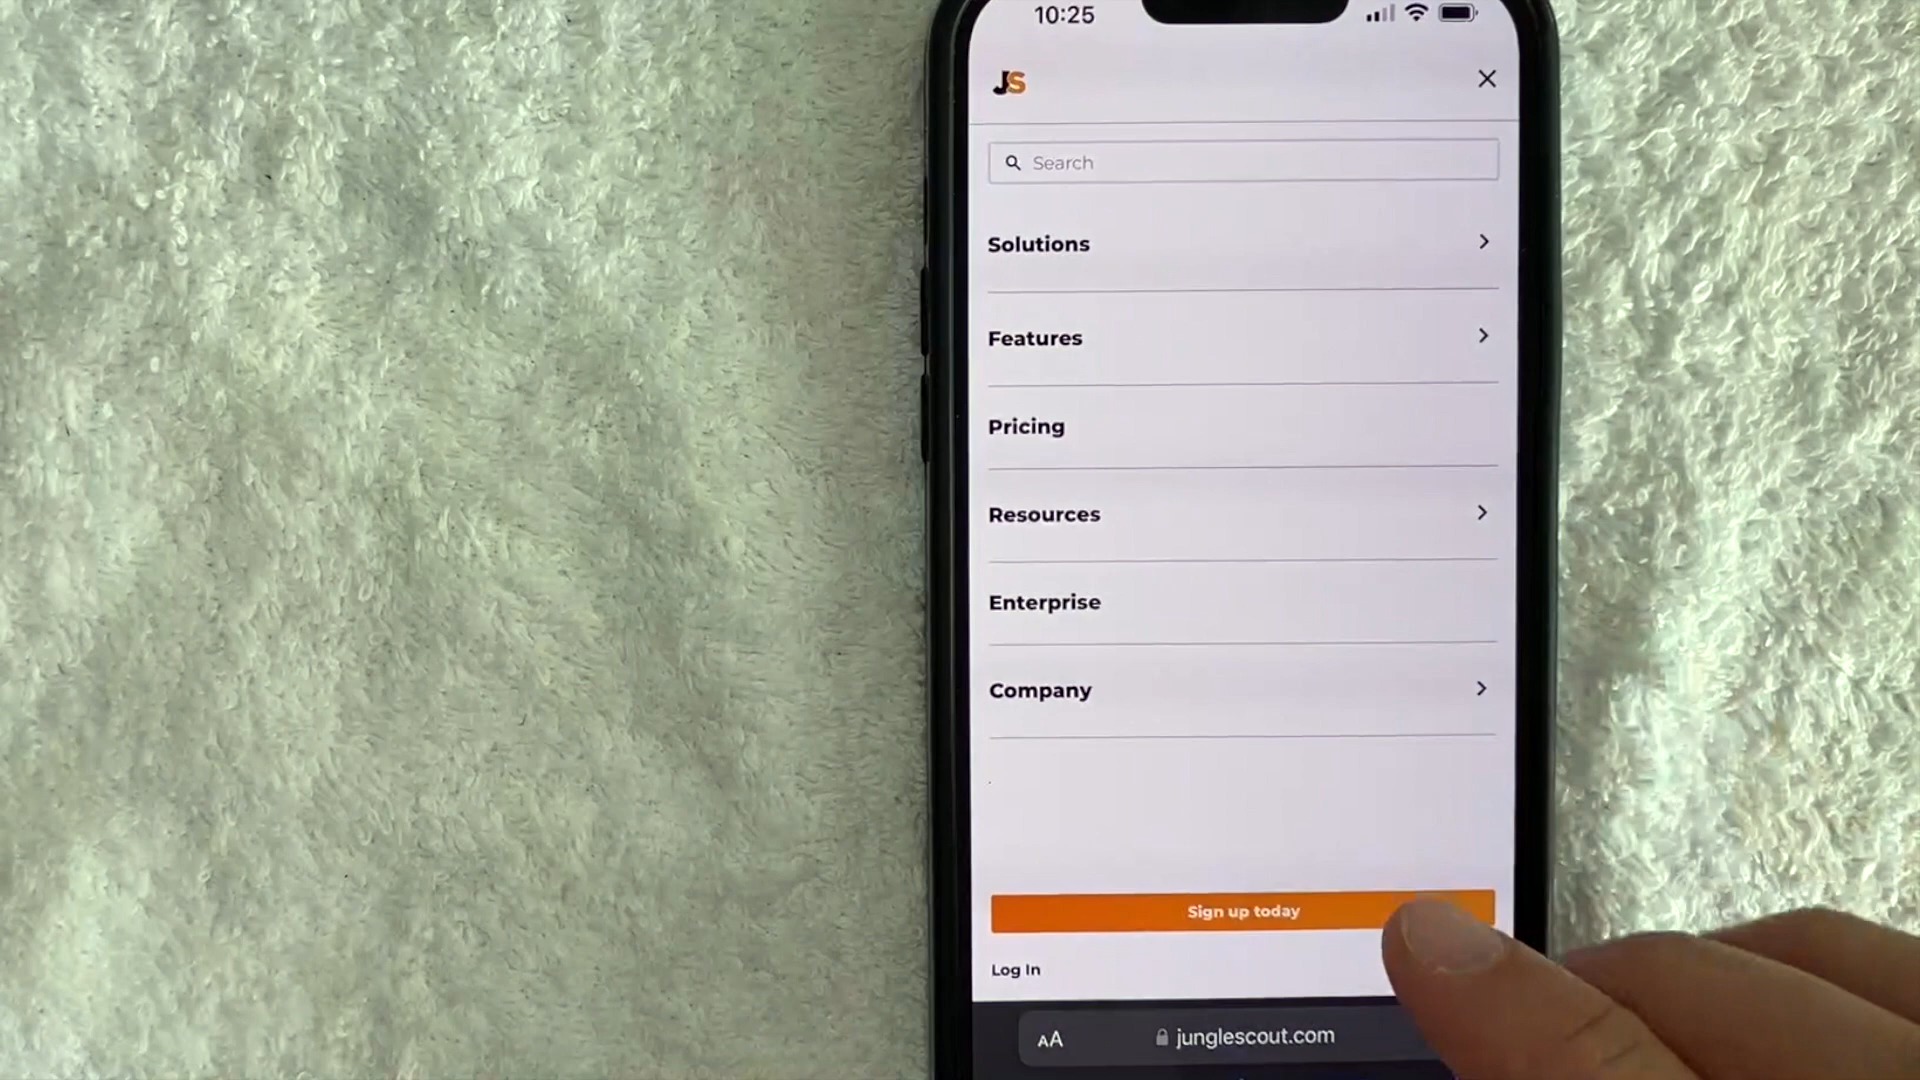 10:25
JS
Search
Solutions
Features
Pricing
Resources
Enterprise
Company
Sign up today
Log In
AA
junglescout.com